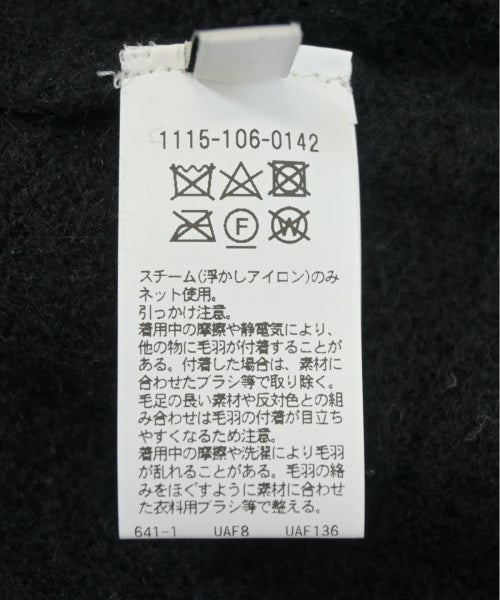 1115-106-0142
F W
スチーム(浮かしアイロン)のみ
ネット使用。
引っかけ注意。
着用中の摩擦や静電気により、
他の物に毛羽が付着することが
ある。付着した場合は、素材に
合わせたブラシ等で取り除く。
毛足の長い素材や反対色との組
み合わせは毛羽の付着が目立ち
やすくなるため注意。
着用中の摩擦や洗濯により毛羽
が乱れることがある。毛羽の絡
みをほぐすように素材に合わせ
た衣料用ブラシ等で整える。
641-1 UAF8 UAF136